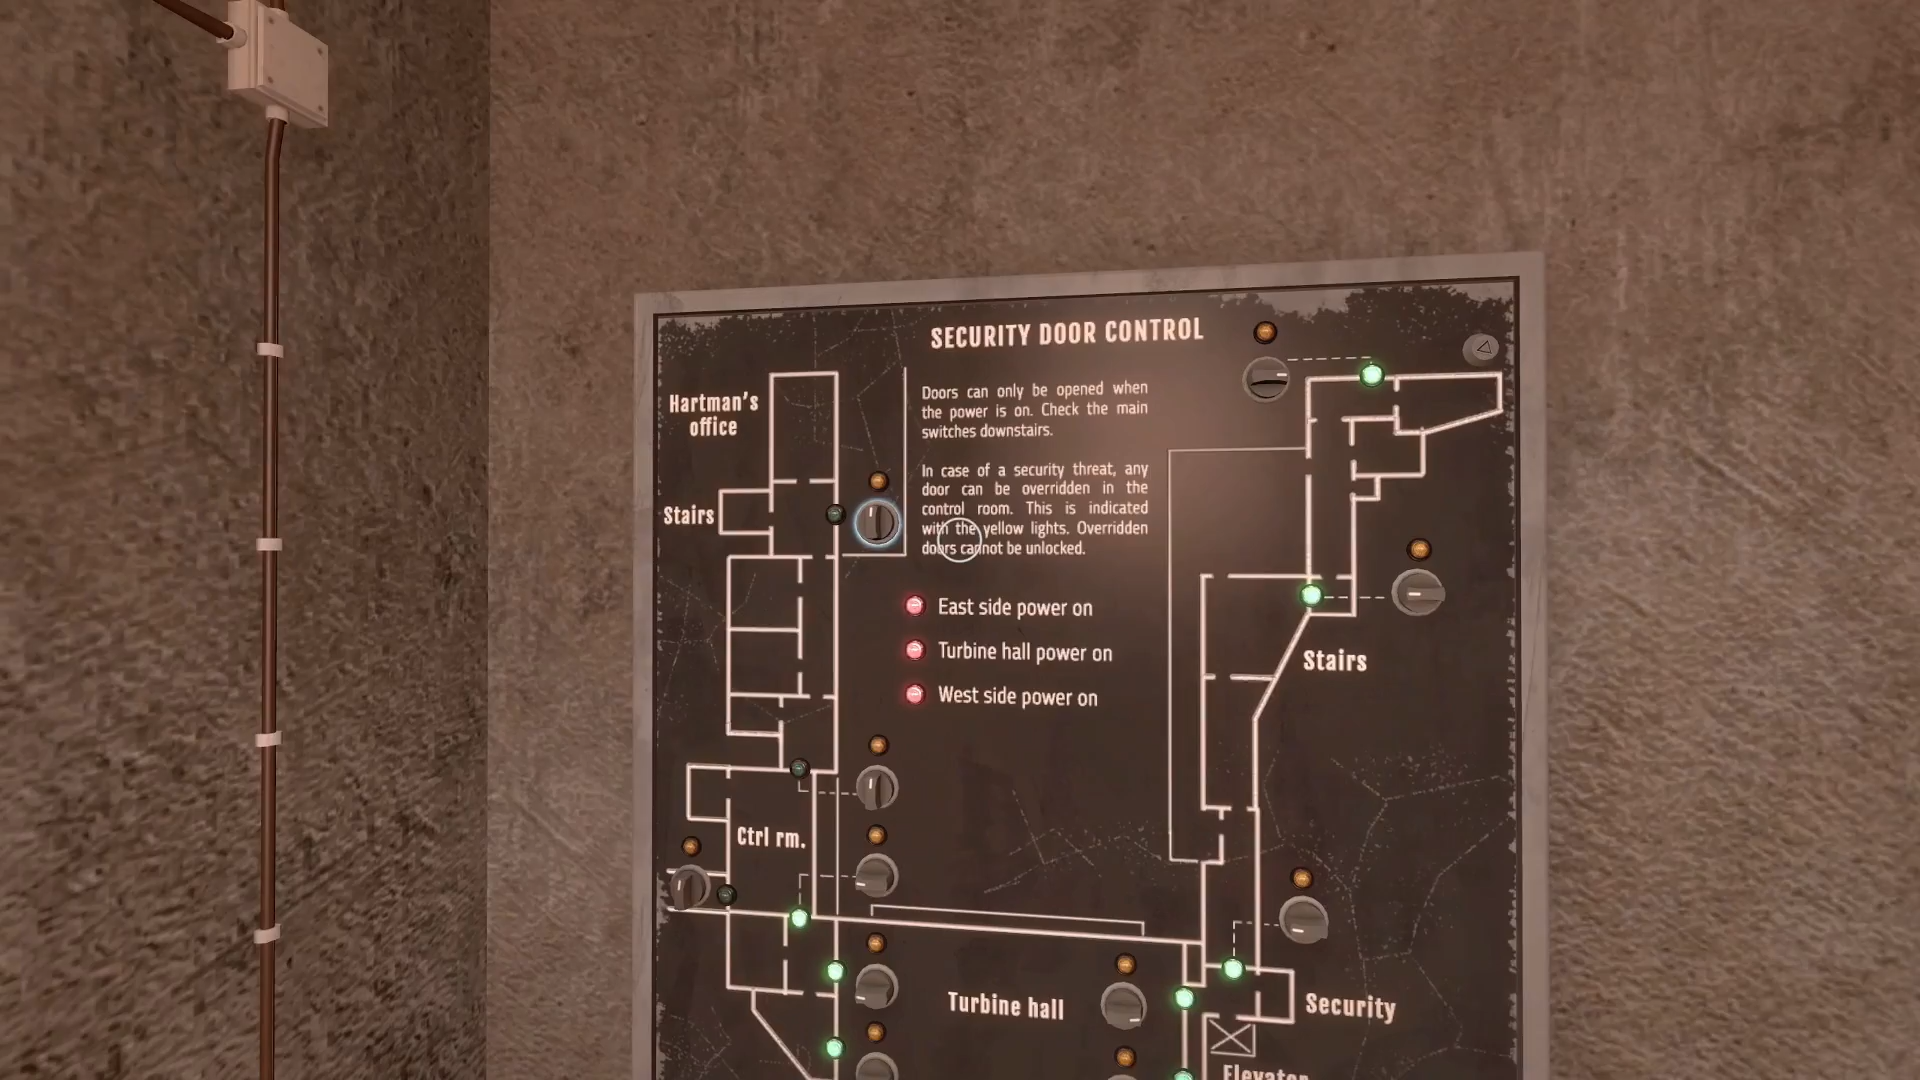 SECURITY DOOR CONTROL
Hartman's
office
Doors can only be opened when
the power is on. Check the main
switches downstairs.
In case of a security threat, any
door can be overridden in the
control room. This is indicated
with the yellow lights. Overridden
doors cannot be unlocked.
Stairs
East side power on
Turbine hall power on
West side power on
Stairs
Ctrl rm.
Turbine hall
Security
Elevator